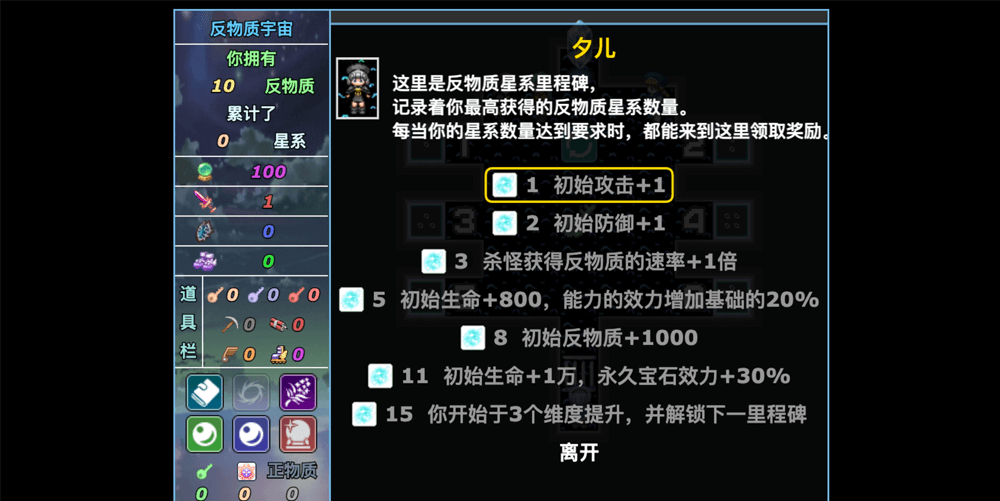 反物质宇宙
你拥有
10 反物质
累计了
0 星系
100
1
0
0
道具栏
0 0 0
0 0
0 0
正物质
0 0 0
夕儿
这里是反物质星系里程碑，
记录着你最高获得的反物质星系数量。
每当你的星系数量达到要求时，都能来到这里领取奖励。
1 初始攻击+1
2 初始防御+1
3 杀怪获得反物质的速率+1倍
5 初始生命+800，能力的效力增加基础的20%
8 初始反物质+1000
11 初始生命+1万，永久宝石效力+30%
15 你开始于3个维度提升，并解锁下一里程碑
离开
1 2
3 4